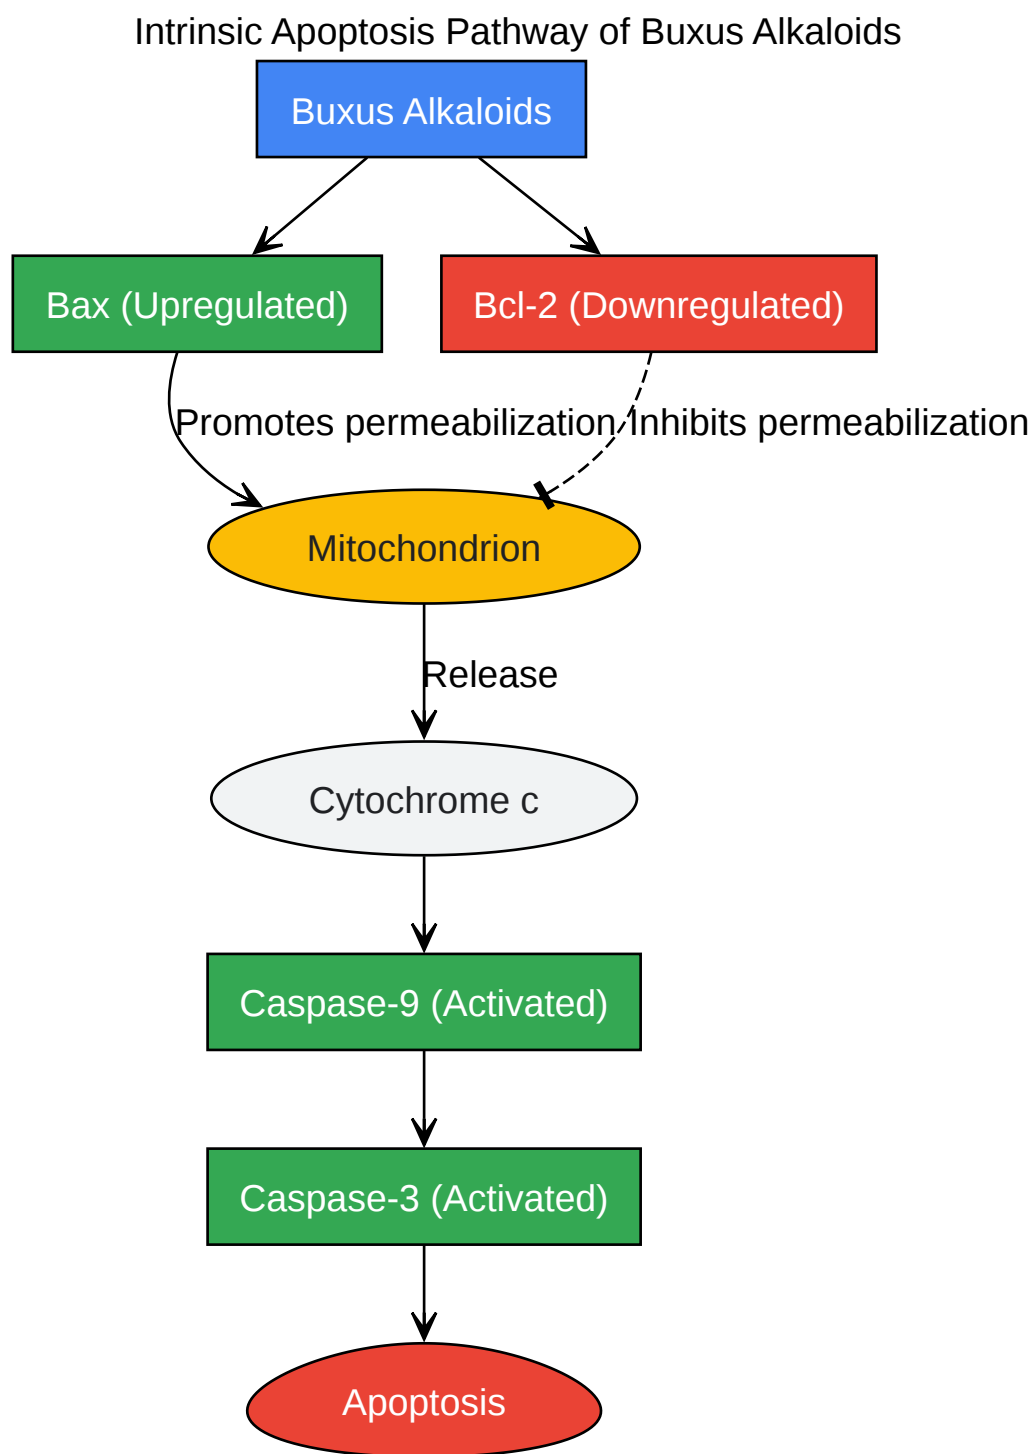 Intrinsic Apoptosis Pathway of Buxus Alkaloids
Buxus Alkaloids
Bax (Upregulated)
Bcl-2 (Downregulated)
Promotes permeabilization
Inhibits permeabilization
Mitochondrion
Release
Cytochrome c
Caspase-9 (Activated)
Caspase-3 (Activated)
Apoptosis